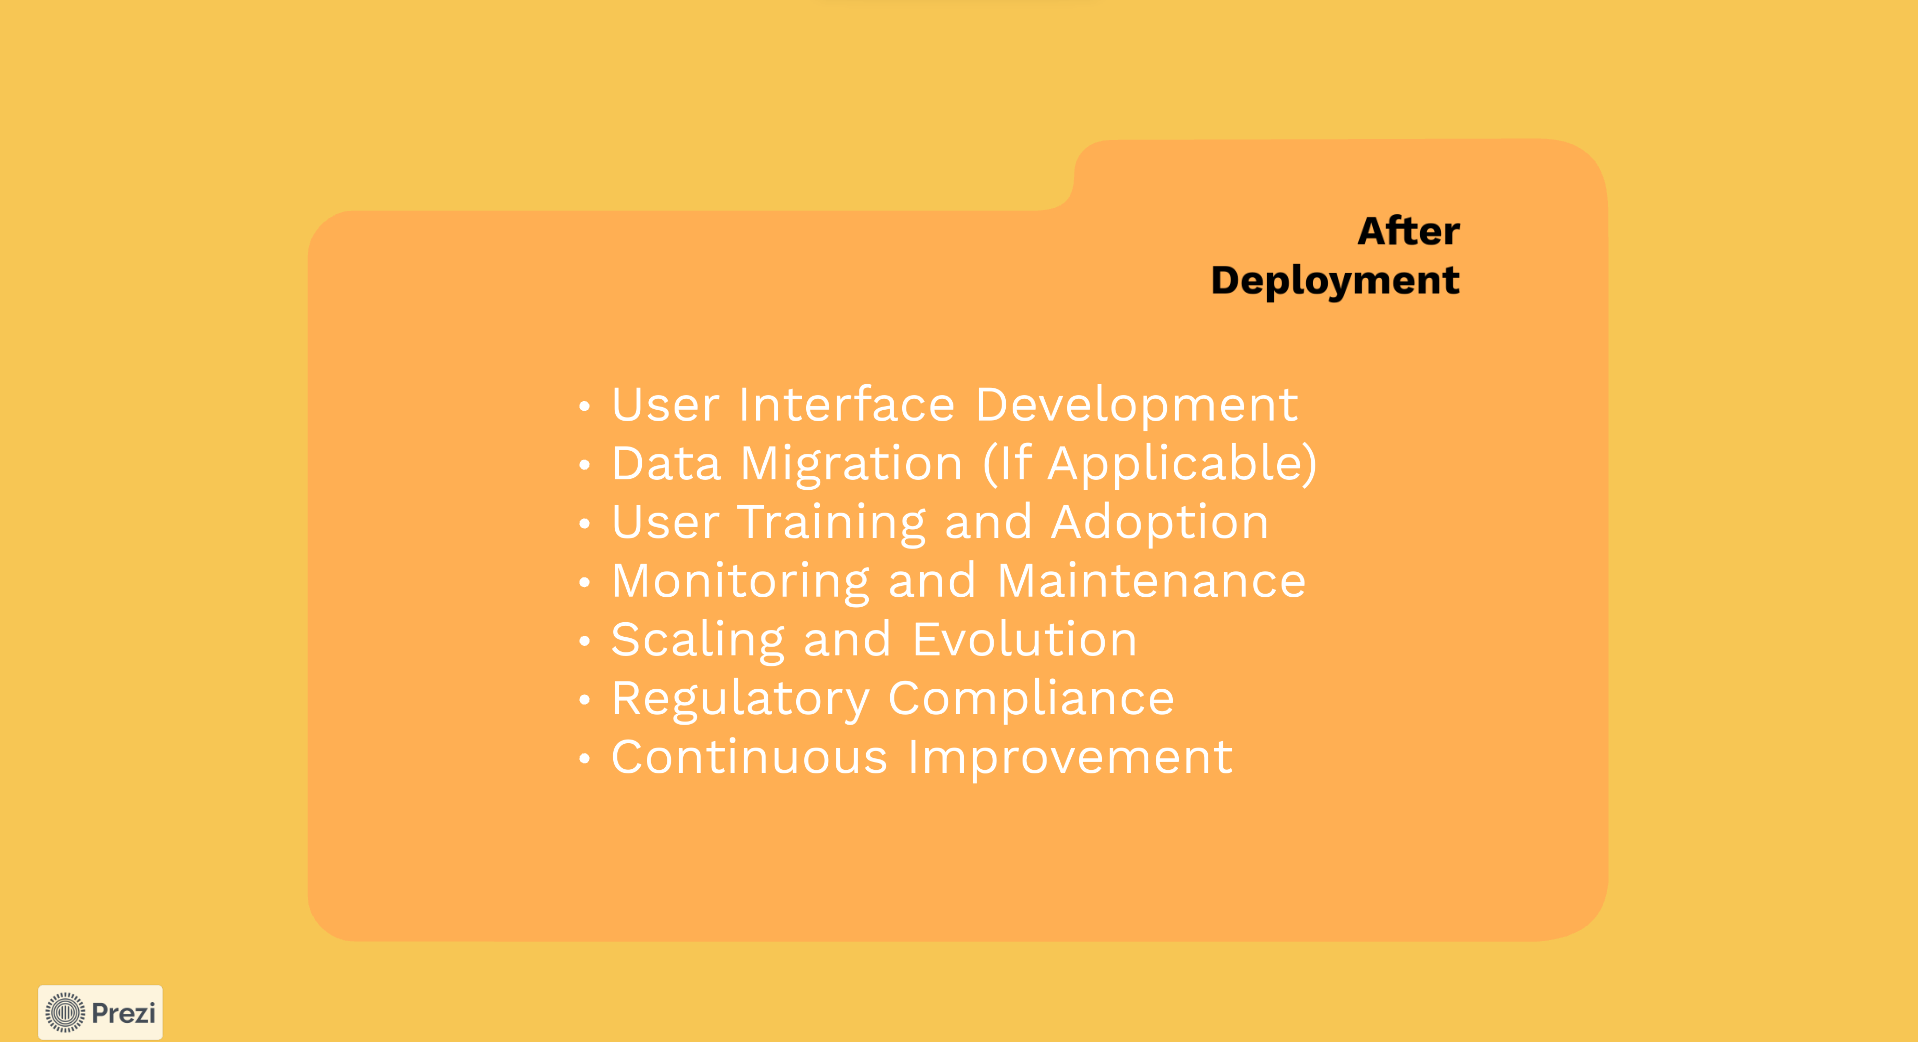 After
Deployment
• User Interface Development
• Data Migration (If Applicable)
• User Training and Adoption
• Monitoring and Maintenance
• Scaling and Evolution
• Regulatory Compliance
• Continuous Improvement
Prezi